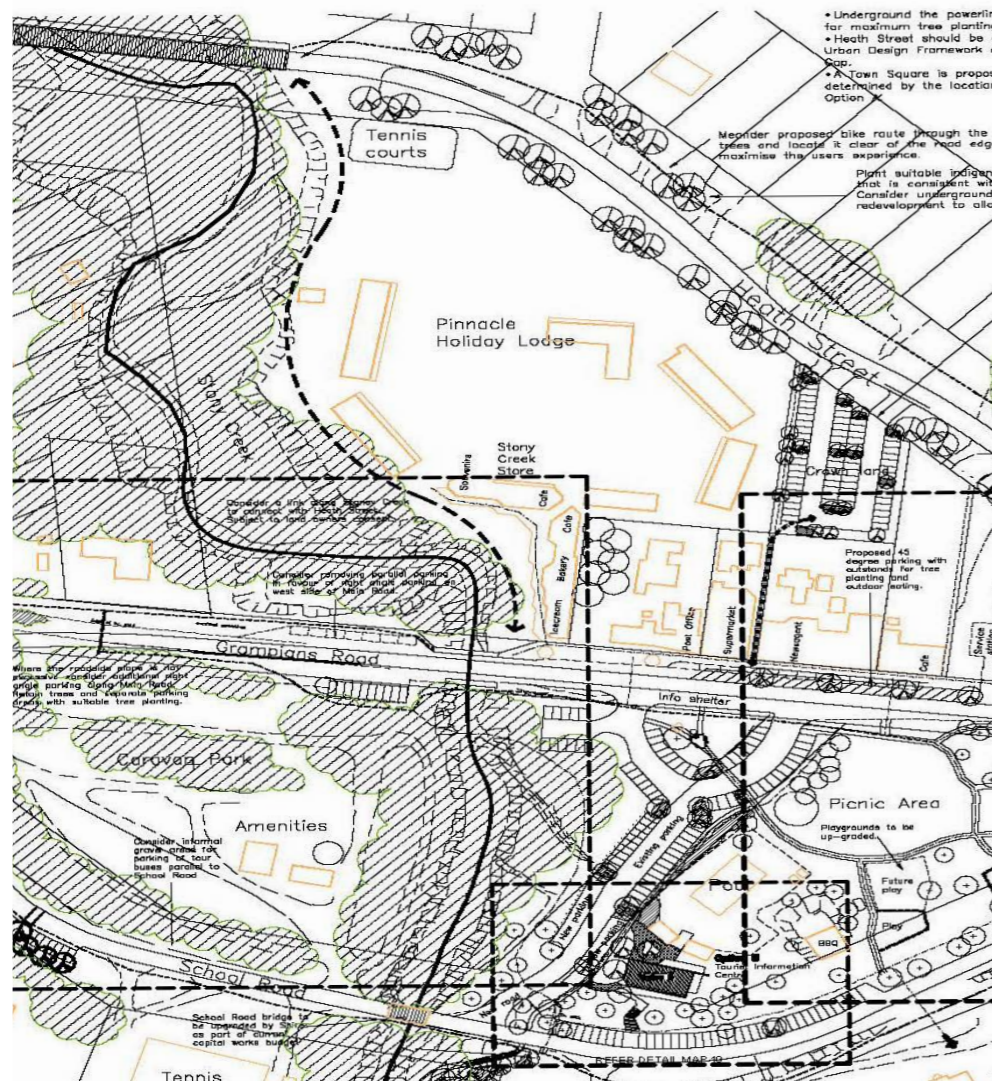 • Underground the powerlin
for maximum tree planting
• Heath Street should be
Urban Design Framework
Gap.
• A Town Square is propos
determined by the location
Option
Tennis
courts
Meander proposed bike route through the
trees and locate it clear of the road edg
maximise the users experience.
Plant suitable indigen
that is consistent wit
Consider underground
redevelopment to allo
Heath Street
Pinnacle
Holiday Lodge
Stony Creek
Stony
Creek
Store
Souvenirs
Cafe
Cafe
Bakery
Icecream
Crown land
Consider a link along Stoney Creek
to connect with Heath Street.
Subject to land owners consent.
Consider removing parallel parking
in favour of right angle parking on
west side of Main Road.
Proposed 45
degree parking with
outstands for tree
planting and
outdoor eating.
Post Office
Supermarket
Newsagent
Cafe
Service
station
Grampians Road
Where the roadside slope is not
excessive consider additional right
angle parking along Main Road.
Retain trees and separate parking
areas with suitable tree planting.
Info shelter
Caravan Park
Amenities
Consider informal
gravel areas for
parking of tour
buses parallel to
School Road
Picnic Area
Playgrounds to be
up-graded.
Existing parking
New parking
Pool
Future
play
Play
BBQ
Tourist Information
Centre
School Road
New road
School Road bridge to
be upgraded by Shire
as part of current
capital works budget
REFER DETAIL MAP 10
Tennis